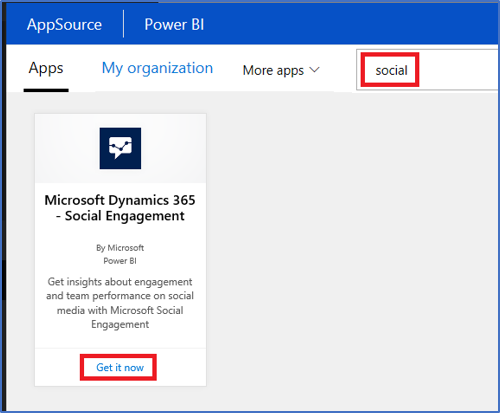 AppSource Power BI
Apps My organization More apps social
Microsoft Dynamics 365
- Social Engagement
By Microsoft
Power BI
Get insights about engagement
and team performance on social
media with Microsoft Social
Engagement
Get it now